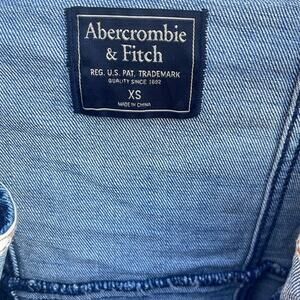 Abercrombie
& Fitch
REG. U.S. PAT. TRADEMARK
QUALITY SINCE 1892
XS
MADE IN CHINA